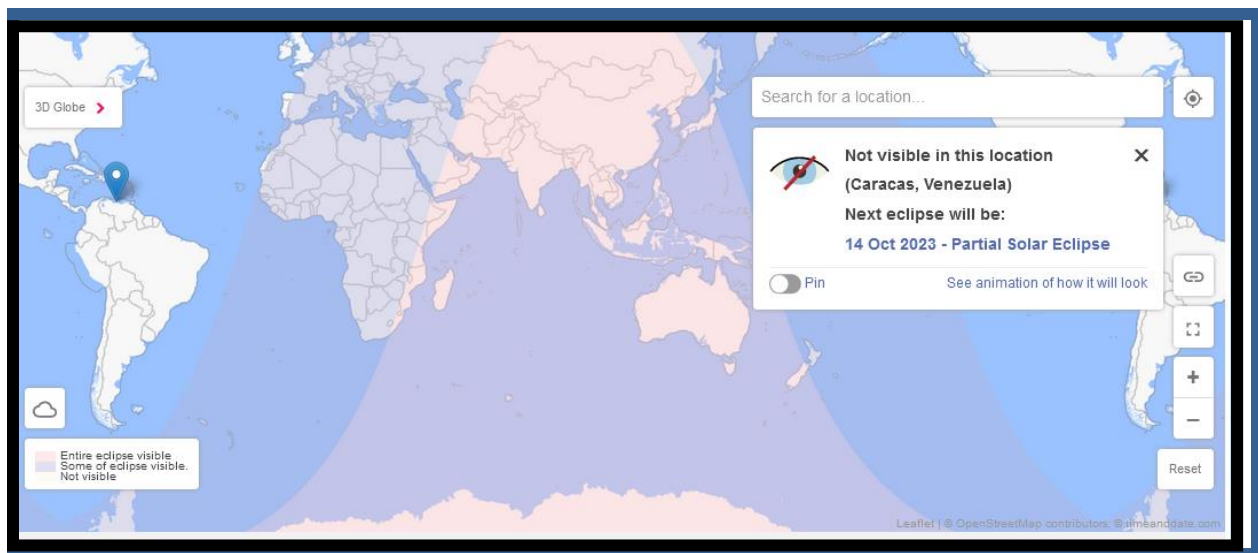 3D Globe
Search for a location...
Not visible in this location
(Caracas, Venezuela)
Next eclipse will be:
14 Oct 2023 - Partial Solar Eclipse
Pin
See animation of how it will look
+
−
Entire eclipse visible
Some of eclipse visible.
Not visible
Reset
Leaflet | © OpenStreetMap contributors, © timeanddate.com